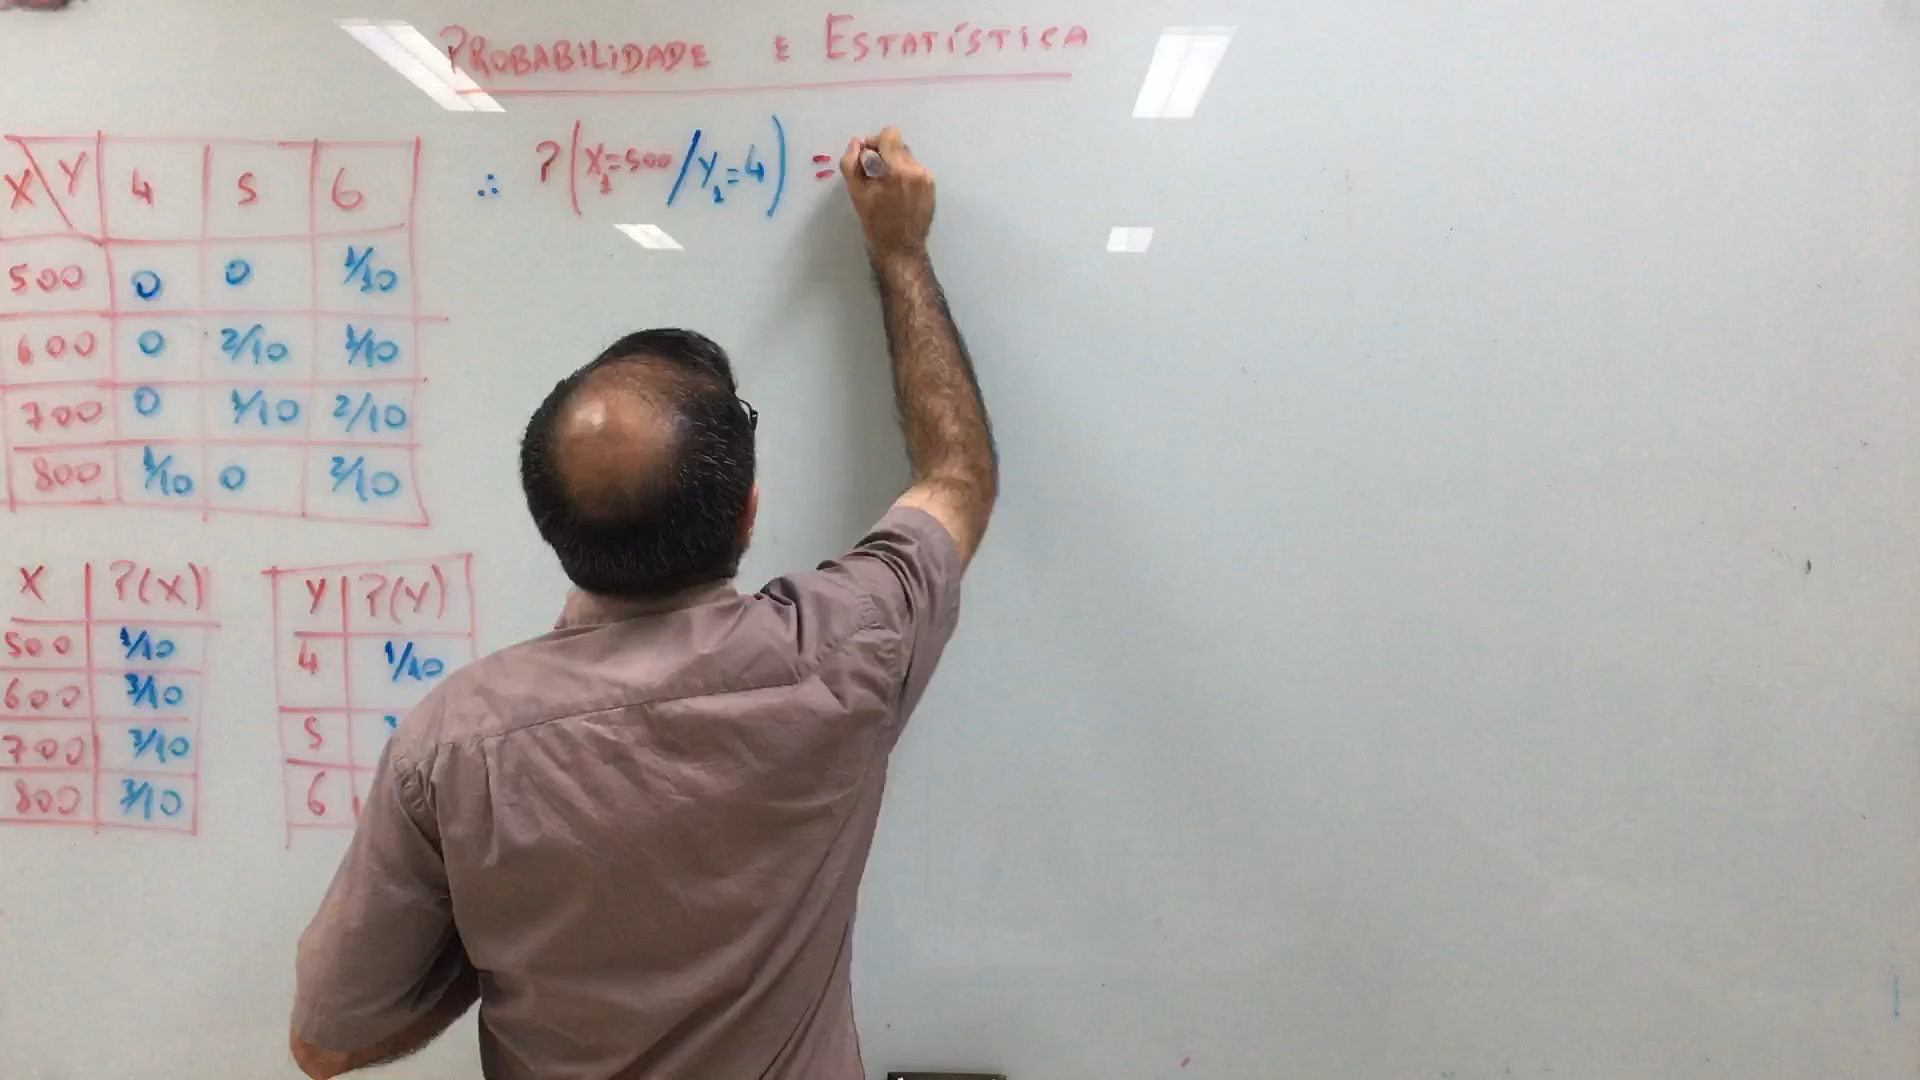 PROBABILIDADE E ESTATÍSTICA
∴ P(X₁=500/Y₁=4) =
X\Y 4 5 6
500 0 0 1/10
600 0 2/10 1/10
700 0 1/10 2/10
800 1/10 0 2/10
X P(X)
500 1/10
600 3/10
700 3/10
800 3/10
Y P(Y)
4 1/10
5
6